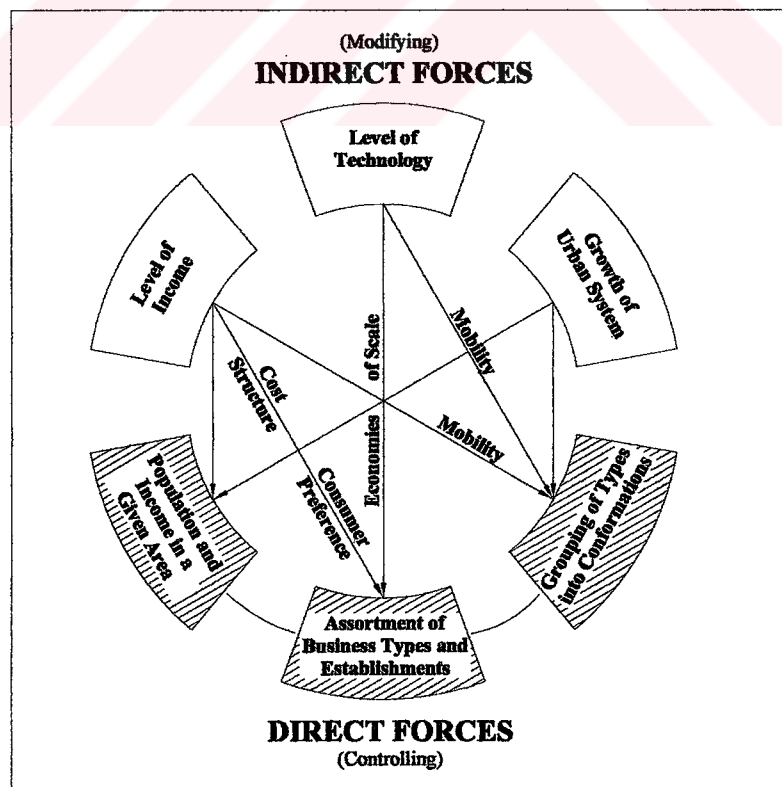 (Modifying)
INDIRECT FORCES
Level of
Technology
Level of
Income
Growth of
Urban System
Mobility
of Scale
Economies
Cost
Structure
Consumer
Preference
Mobility
Population and
Income in a
Given Area
Grouping of Types
into Conformations
Assortment of
Business Types and
Establishments
DIRECT FORCES
(Controlling)